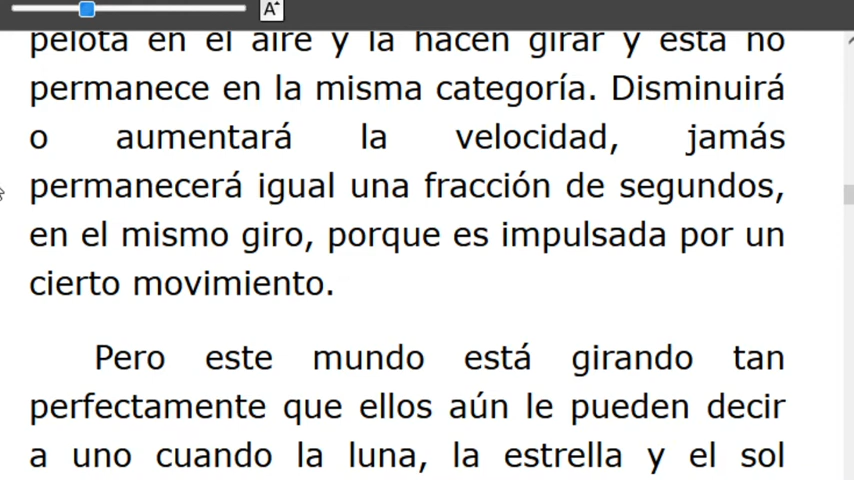 A
pelota en el aire y la hacen girar y esta no
permanece en la misma categoría. Disminuirá
o aumentará la velocidad, jamás
permanecerá igual una fracción de segundos,
en el mismo giro, porque es impulsada por un
cierto movimiento.
Pero este mundo está girando tan
perfectamente que ellos aún le pueden decir
a uno cuando la luna, la estrella y el sol